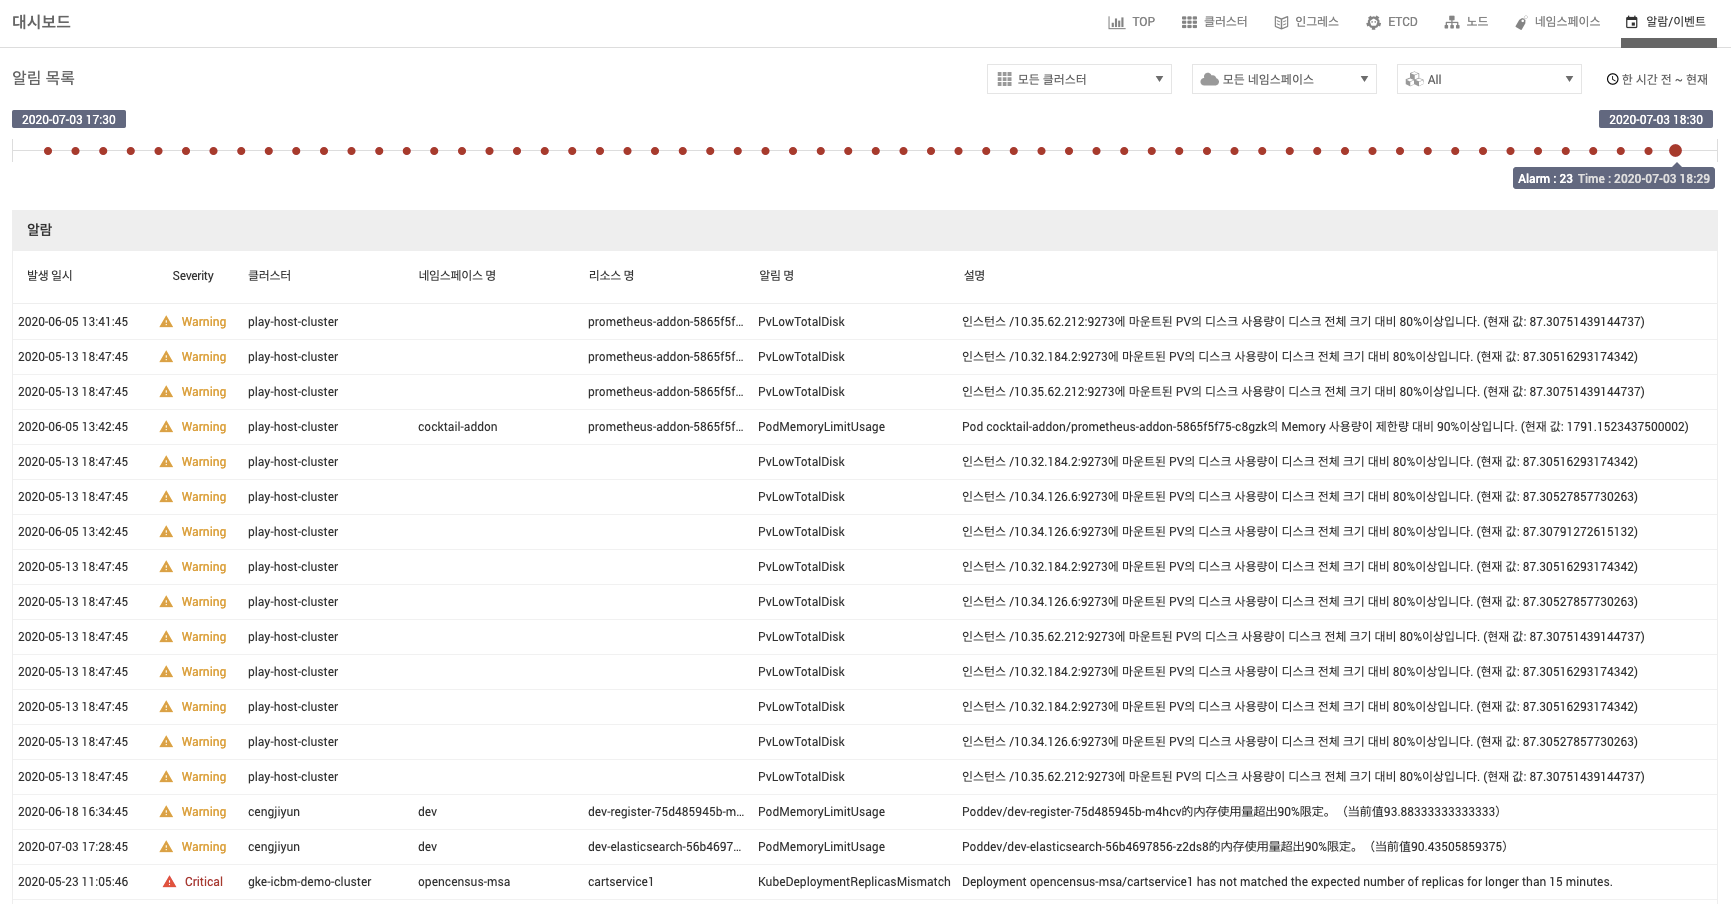 대시보드
TOP 클러스터 인그레스 ETCD 노드 네임스페이스 알람/이벤트
알림 목록
모든 클러스터 모든 네임스페이스 All 한 시간 전 ~ 현재
2020-07-03 17:30 2020-07-03 18:30
Alarm : 23 Time : 2020-07-03 18:29
알람
발생 일시 Severity 클러스터 네임스페이스 명 리소스 명 알림 명 설명
2020-06-05 13:41:45 Warning play-host-cluster prometheus-addon-5865f5f... PvLowTotalDisk 인스턴스 /10.35.62.212:9273에 마운트된 PV의 디스크 사용량이 디스크 전체 크기 대비 80%이상입니다. (현재 값: 87.30751439144737)
2020-05-13 18:47:45 Warning play-host-cluster prometheus-addon-5865f5f... PvLowTotalDisk 인스턴스 /10.32.184.2:9273에 마운트된 PV의 디스크 사용량이 디스크 전체 크기 대비 80%이상입니다. (현재 값: 87.30516293174342)
2020-05-13 18:47:45 Warning play-host-cluster prometheus-addon-5865f5f... PvLowTotalDisk 인스턴스 /10.35.62.212:9273에 마운트된 PV의 디스크 사용량이 디스크 전체 크기 대비 80%이상입니다. (현재 값: 87.30751439144737)
2020-06-05 13:42:45 Warning play-host-cluster cocktail-addon prometheus-addon-5865f5f... PodMemoryLimitUsage Pod cocktail-addon/prometheus-addon-5865f5f75-c8gzk의 Memory 사용량이 제한량 대비 90%이상입니다. (현재 값: 1791.1523437500002)
2020-05-13 18:47:45 Warning play-host-cluster PvLowTotalDisk 인스턴스 /10.32.184.2:9273에 마운트된 PV의 디스크 사용량이 디스크 전체 크기 대비 80%이상입니다. (현재 값: 87.30516293174342)
2020-05-13 18:47:45 Warning play-host-cluster PvLowTotalDisk 인스턴스 /10.34.126.6:9273에 마운트된 PV의 디스크 사용량이 디스크 전체 크기 대비 80%이상입니다. (현재 값: 87.30527857730263)
2020-06-05 13:42:45 Warning play-host-cluster PvLowTotalDisk 인스턴스 /10.34.126.6:9273에 마운트된 PV의 디스크 사용량이 디스크 전체 크기 대비 80%이상입니다. (현재 값: 87.30791272615132)
2020-05-13 18:47:45 Warning play-host-cluster PvLowTotalDisk 인스턴스 /10.32.184.2:9273에 마운트된 PV의 디스크 사용량이 디스크 전체 크기 대비 80%이상입니다. (현재 값: 87.30516293174342)
2020-05-13 18:47:45 Warning play-host-cluster PvLowTotalDisk 인스턴스 /10.34.126.6:9273에 마운트된 PV의 디스크 사용량이 디스크 전체 크기 대비 80%이상입니다. (현재 값: 87.30527857730263)
2020-05-13 18:47:45 Warning play-host-cluster PvLowTotalDisk 인스턴스 /10.35.62.212:9273에 마운트된 PV의 디스크 사용량이 디스크 전체 크기 대비 80%이상입니다. (현재 값: 87.30751439144737)
2020-05-13 18:47:45 Warning play-host-cluster PvLowTotalDisk 인스턴스 /10.32.184.2:9273에 마운트된 PV의 디스크 사용량이 디스크 전체 크기 대비 80%이상입니다. (현재 값: 87.30516293174342)
2020-05-13 18:47:45 Warning play-host-cluster PvLowTotalDisk 인스턴스 /10.32.184.2:9273에 마운트된 PV의 디스크 사용량이 디스크 전체 크기 대비 80%이상입니다. (현재 값: 87.30516293174342)
2020-05-13 18:47:45 Warning play-host-cluster PvLowTotalDisk 인스턴스 /10.34.126.6:9273에 마운트된 PV의 디스크 사용량이 디스크 전체 크기 대비 80%이상입니다. (현재 값: 87.30527857730263)
2020-05-13 18:47:45 Warning play-host-cluster PvLowTotalDisk 인스턴스 /10.35.62.212:9273에 마운트된 PV의 디스크 사용량이 디스크 전체 크기 대비 80%이상입니다. (현재 값: 87.30751439144737)
2020-06-18 16:34:45 Warning cengjiyun dev dev-register-75d485945b-m... PodMemoryLimitUsage Poddev/dev-register-75d485945b-m4hcv的内存使用量超出90%限定。（当前值93.88333333333333）
2020-07-03 17:28:45 Warning cengjiyun dev dev-elasticsearch-56b4697... PodMemoryLimitUsage Poddev/dev-elasticsearch-56b4697856-z2ds8的内存使用量超出90%限定。（当前值90.43505859375）
2020-05-23 11:05:46 Critical gke-icbm-demo-cluster opencensus-msa cartservice1 KubeDeploymentReplicasMismatch Deployment opencensus-msa/cartservice1 has not matched the expected number of replicas for longer than 15 minutes.